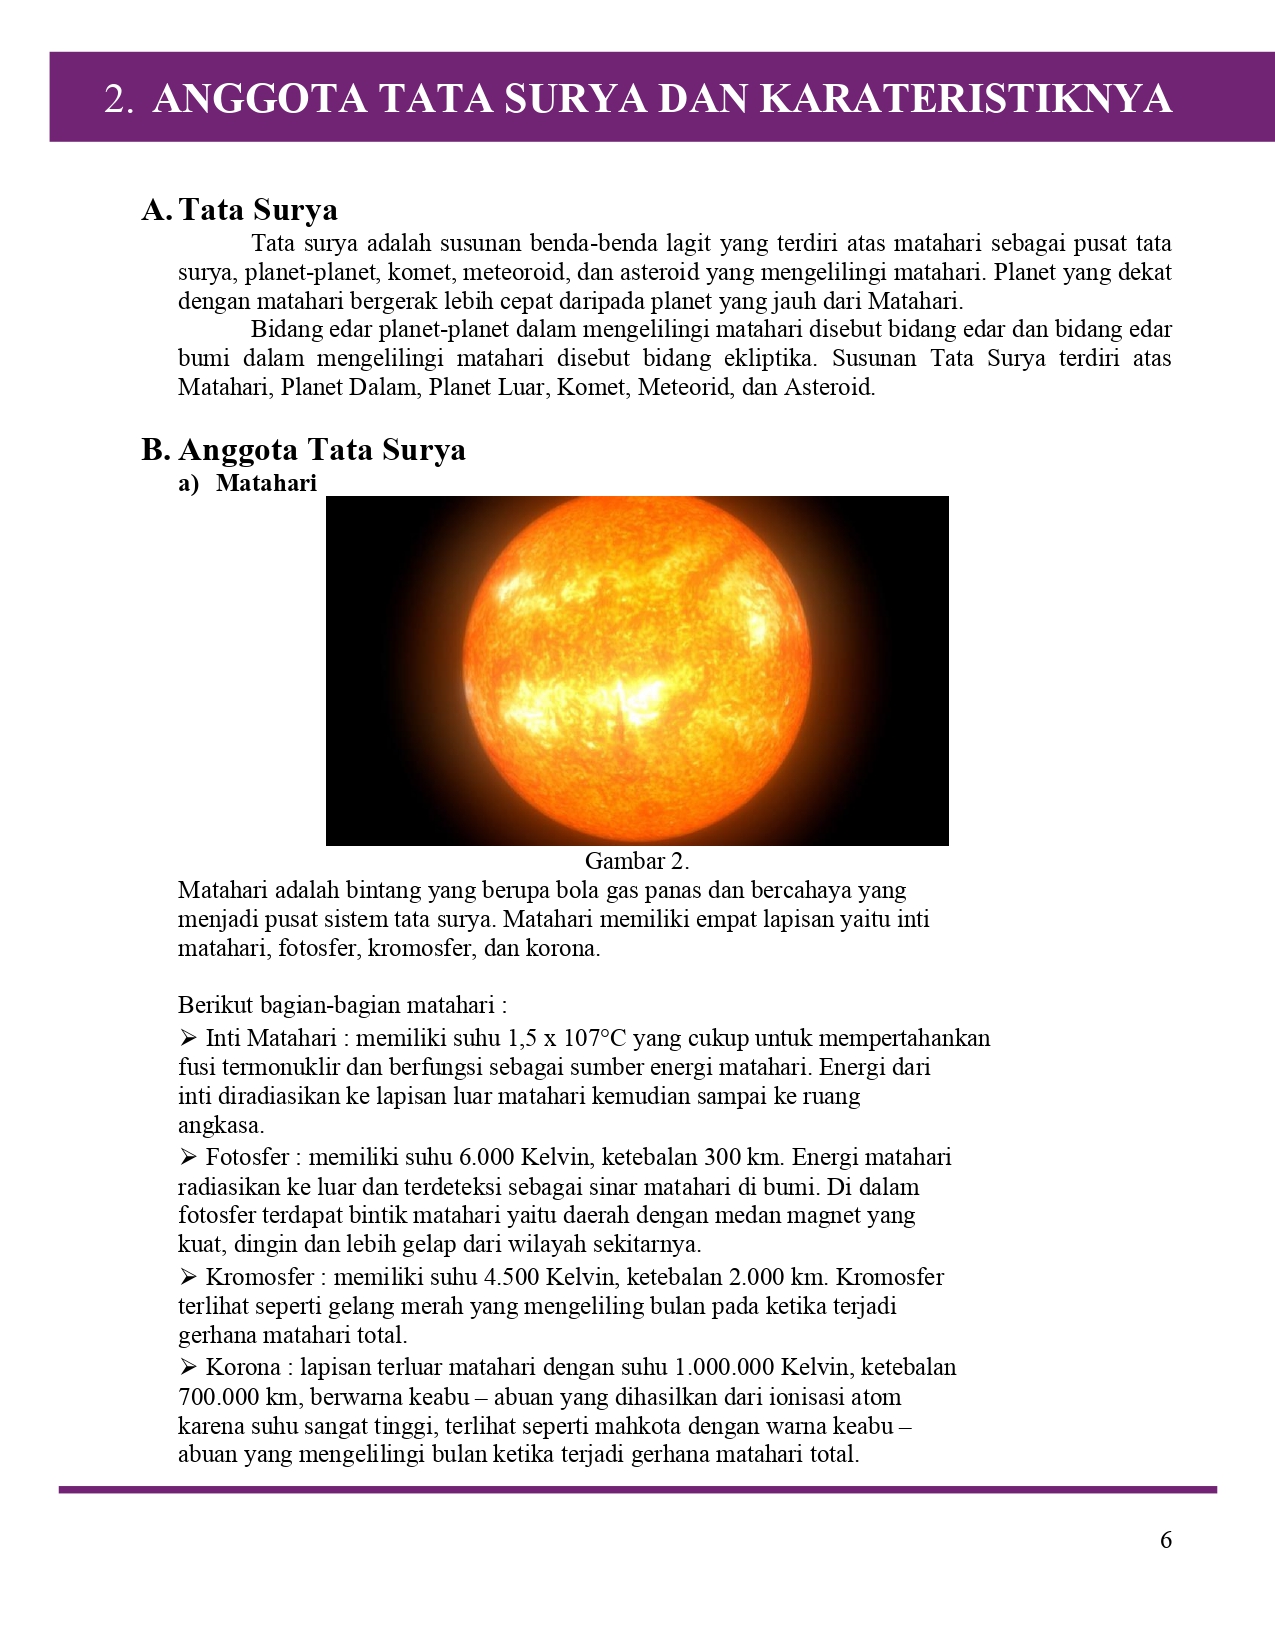 2. ANGGOTA TATA SURYA DAN KARATERISTIKNYA
A. Tata Surya
Tata surya adalah susunan benda-benda lagit yang terdiri atas matahari sebagai pusat tata
surya, planet-planet, komet, meteoroid, dan asteroid yang mengelilingi matahari. Planet yang dekat
dengan matahari bergerak lebih cepat daripada planet yang jauh dari Matahari.
Bidang edar planet-planet dalam mengelilingi matahari disebut bidang edar dan bidang edar
bumi dalam mengelilingi matahari disebut bidang ekliptika. Susunan Tata Surya terdiri atas
Matahari, Planet Dalam, Planet Luar, Komet, Meteorid, dan Asteroid.
B. Anggota Tata Surya
a) Matahari
Gambar 2.
Matahari adalah bintang yang berupa bola gas panas dan bercahaya yang
menjadi pusat sistem tata surya. Matahari memiliki empat lapisan yaitu inti
matahari, fotosfer, kromosfer, dan korona.
Berikut bagian-bagian matahari :
➢ Inti Matahari : memiliki suhu 1,5 x 107°C yang cukup untuk mempertahankan
fusi termonuklir dan berfungsi sebagai sumber energi matahari. Energi dari
inti diradiasikan ke lapisan luar matahari kemudian sampai ke ruang
angkasa.
➢ Fotosfer : memiliki suhu 6.000 Kelvin, ketebalan 300 km. Energi matahari
radiasikan ke luar dan terdeteksi sebagai sinar matahari di bumi. Di dalam
fotosfer terdapat bintik matahari yaitu daerah dengan medan magnet yang
kuat, dingin dan lebih gelap dari wilayah sekitarnya.
➢ Kromosfer : memiliki suhu 4.500 Kelvin, ketebalan 2.000 km. Kromosfer
terlihat seperti gelang merah yang mengeliling bulan pada ketika terjadi
gerhana matahari total.
➢ Korona : lapisan terluar matahari dengan suhu 1.000.000 Kelvin, ketebalan
700.000 km, berwarna keabu – abuan yang dihasilkan dari ionisasi atom
karena suhu sangat tinggi, terlihat seperti mahkota dengan warna keabu –
abuan yang mengelilingi bulan ketika terjadi gerhana matahari total.
6